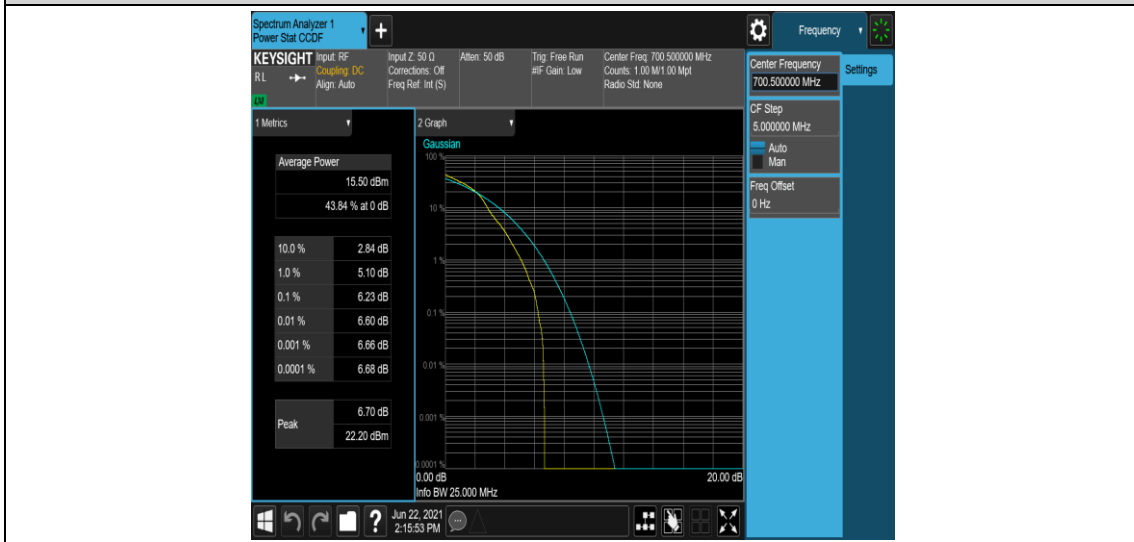 Spectrum Analyzer 1
Power Stat CCDF
+
Frequency
KEYSIGHT
RL
LXI
Input: RF
Coupling: DC
Align: Auto
Input Z: 50 Ω
Corrections: Off
Freq Ref: Int (S)
Atten: 50 dB
Trig: Free Run
#IF Gain: Low
Center Freq: 700.500000 MHz
Counts: 1.00 M/1.00 Mpt
Radio Std: None
Center Frequency
700.500000 MHz
Settings
CF Step
5.000000 MHz
Auto
Man
Freq Offset
0 Hz
1 Metrics
Average Power
15.50 dBm
43.84 % at 0 dB
10.0 % 2.84 dB
1.0 % 5.10 dB
0.1 % 6.23 dB
0.01 % 6.60 dB
0.001 % 6.66 dB
0.0001 % 6.68 dB
Peak 6.70 dB
22.20 dBm
2 Graph
Gaussian
100 %
10 %
1 %
0.1 %
0.01 %
0.001 %
0.0001 %
0.00 dB 20.00 dB
Info BW 25.000 MHz
?
Jun 22, 2021
2:15:53 PM